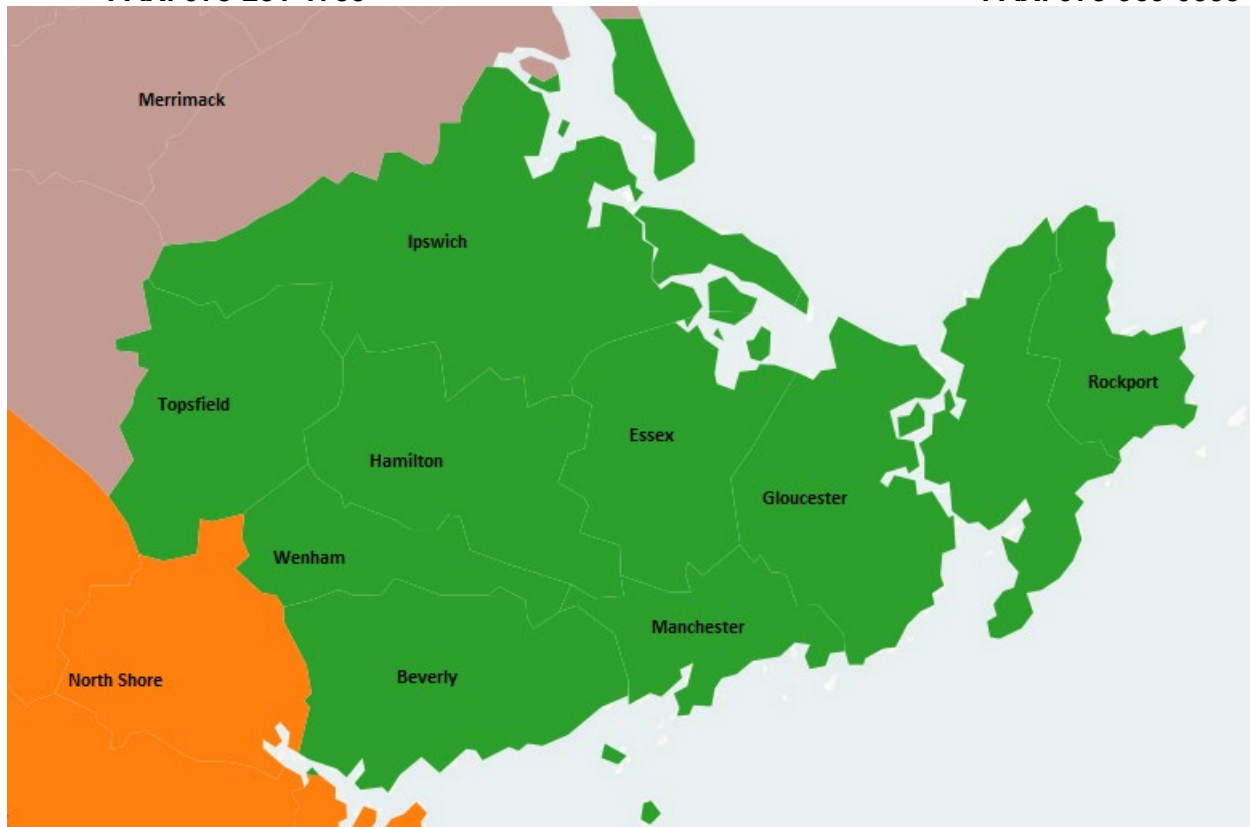 Merrimack
Ipswich
Rockport
Topsfield
Essex
Hamilton
Gloucester
Wenham
Manchester
Beverly
North Shore